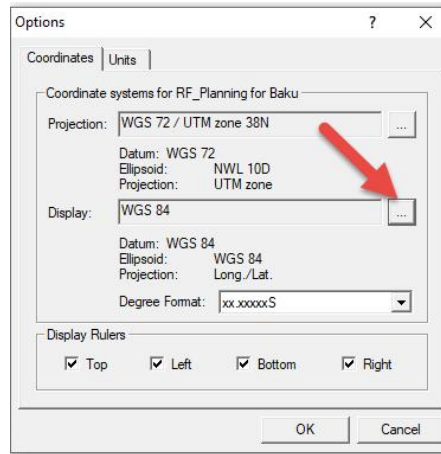 Options ? X
Coordinates Units
Coordinate systems for RF_Planning for Baku
Projection: WGS 72 / UTM zone 38N ...
Datum: WGS 72
Ellipsoid: NWL 10D
Projection: UTM zone
Display: WGS 84 ...
Datum: WGS 84
Ellipsoid: WGS 84
Projection: Long./Lat.
Degree Format: xx.xxxxxS
Display Rulers
Top Left Bottom Right
OK Cancel